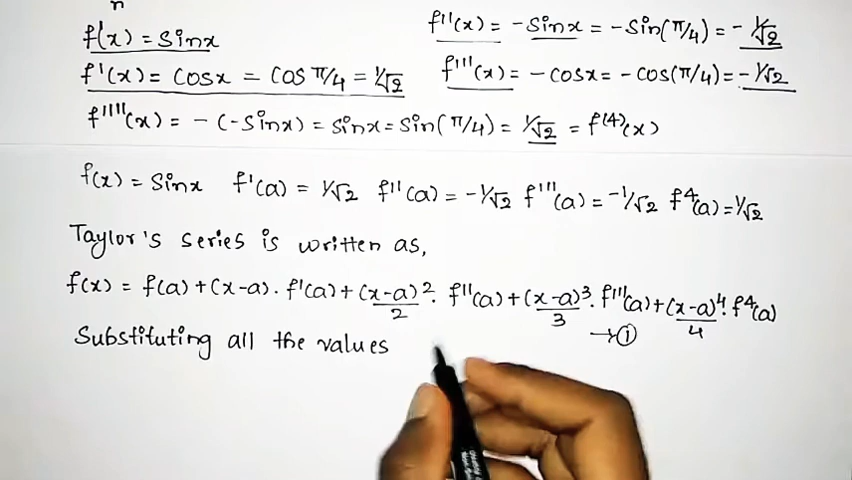 n
f(x) = sinx
f''(x) = -sinx = -sin(π/4) = -1/√2
f'(x) = cosx = cos π/4 = 1/√2
f'''(x) = -cosx = -cos(π/4) = -1/√2
f''''(x) = -(-sinx) = sinx = sin(π/4) = 1/√2 = f⁽⁴⁾(x)
f(x) = sinx f'(a) = 1/√2 f''(a) = -1/√2 f'''(a) = -1/√2 f⁴(a) = 1/√2
Taylor's series is written as,
f(x) = f(a) + (x-a) . f'(a) + (x-a)²/2 . f''(a) + (x-a)³/3 . f'''(a) + (x-a)⁴/4 . f⁴(a)
→①
Substituting all the values